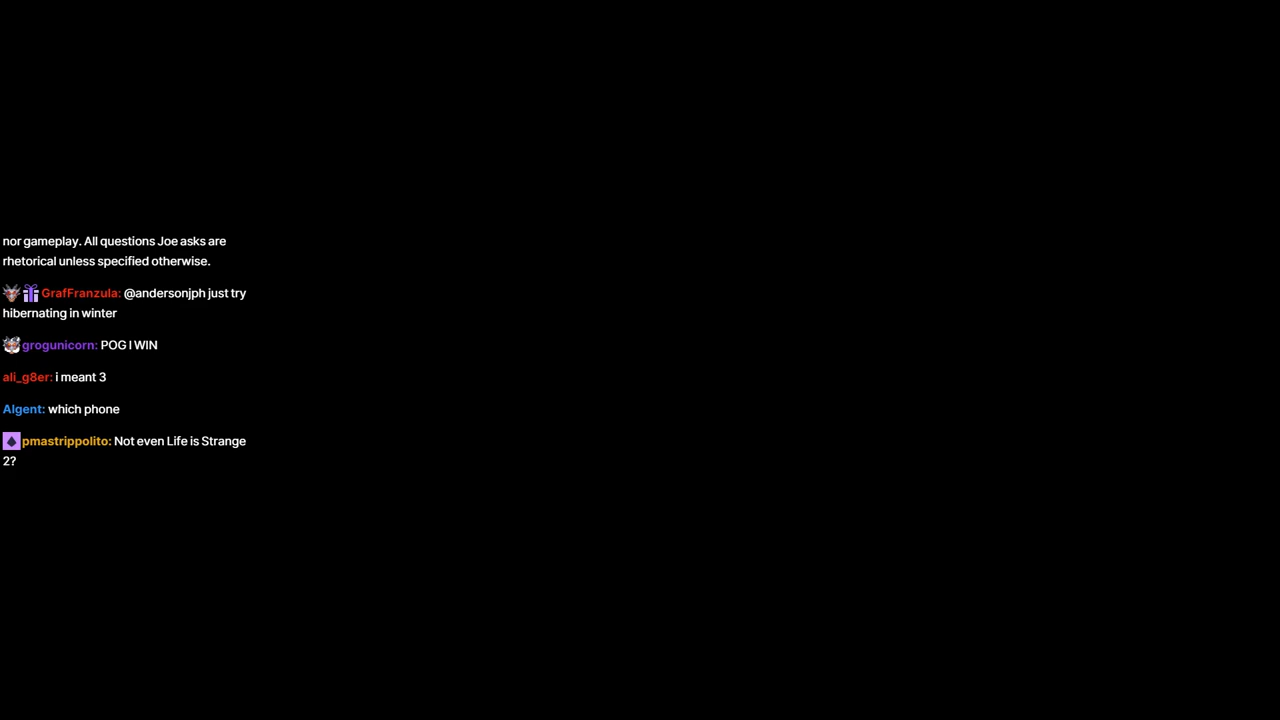 nor gameplay. All questions Joe asks are
rhetorical unless specified otherwise.
GrafFranzula: @andersonjph just try
hibernating in winter
grogunicorn: POG I WIN
ali_g8er: i meant 3
Algent: which phone
pmastrippolito: Not even Life is Strange
2?